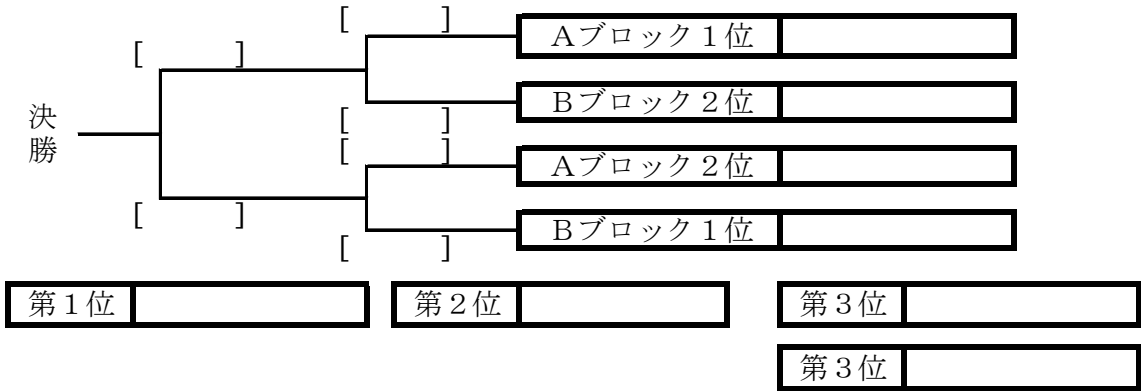 [ ]
Aブロック１位
[ ]
Bブロック２位
決勝
[ ]
[ ]
Aブロック２位
[ ]
Bブロック１位
[ ]
第１位
第２位
第３位
第３位